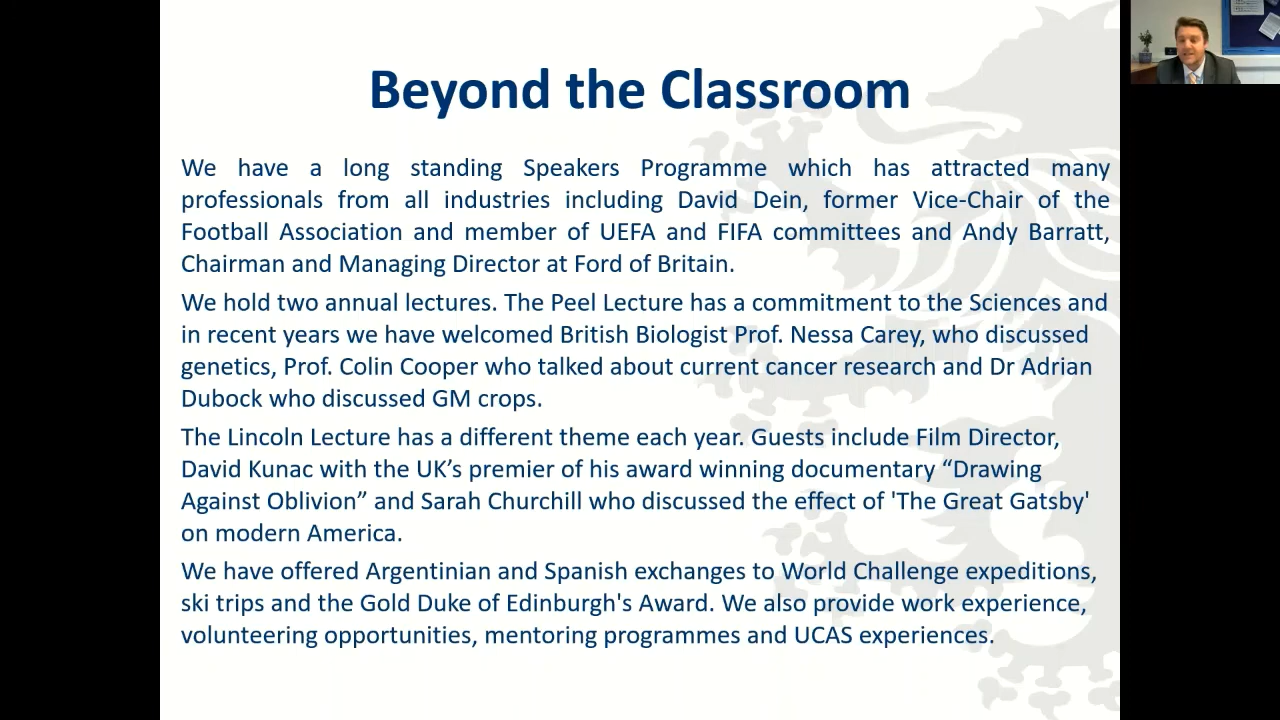 Beyond the Classroom
We have a long standing Speakers Programme which has attracted many
professionals from all industries including David Dein, former Vice-Chair of the
Football Association and member of UEFA and FIFA committees and Andy Barratt,
Chairman and Managing Director at Ford of Britain.
We hold two annual lectures. The Peel Lecture has a commitment to the Sciences and
in recent years we have welcomed British Biologist Prof. Nessa Carey, who discussed
genetics, Prof. Colin Cooper who talked about current cancer research and Dr Adrian
Dubock who discussed GM crops.
The Lincoln Lecture has a different theme each year. Guests include Film Director,
David Kunac with the UK’s premier of his award winning documentary “Drawing
Against Oblivion” and Sarah Churchill who discussed the effect of 'The Great Gatsby'
on modern America.
We have offered Argentinian and Spanish exchanges to World Challenge expeditions,
ski trips and the Gold Duke of Edinburgh's Award. We also provide work experience,
volunteering opportunities, mentoring programmes and UCAS experiences.